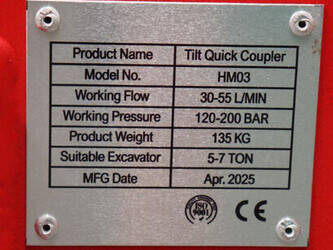 Product Name Tilt Quick Coupler
Model No. HM03
Working Flow 30-55 L/MIN
Working Pressure 120-200 BAR
Product Weight 135 KG
Suitable Excavator 5-7 TON
MFG Date Apr. 2025
ISO 9001 CE